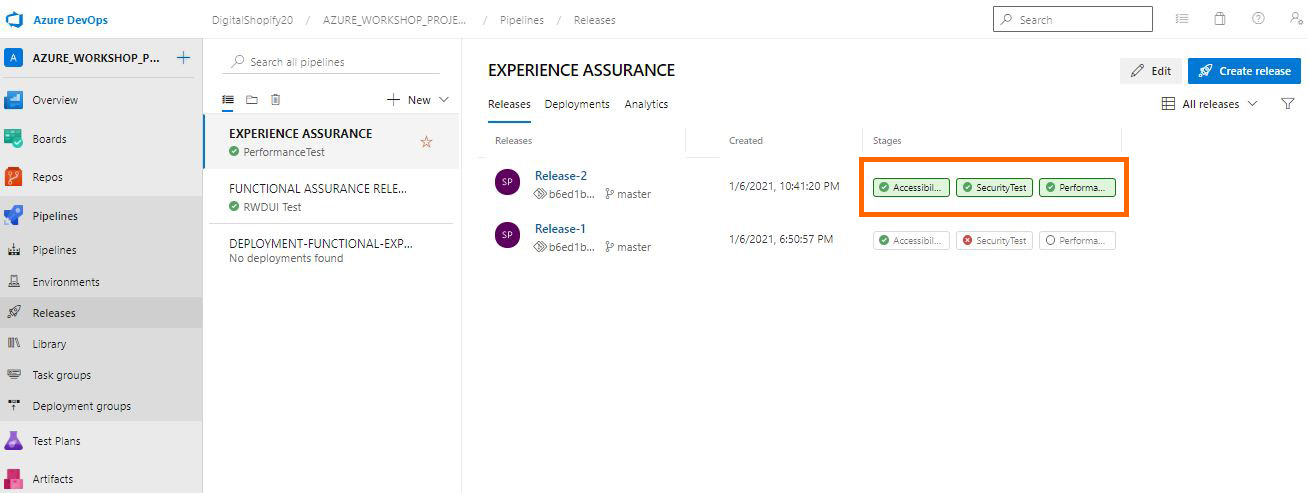 Azure DevOps
DigitalShopify20 / AZURE_WORKSHOP_PROJE... / Pipelines / Releases
Search
A AZURE_WORKSHOP_P...
Overview
Boards
Repos
Pipelines
Pipelines
Environments
Releases
Library
Task groups
Deployment groups
Test Plans
Artifacts
Search all pipelines
New
EXPERIENCE ASSURANCE
PerformanceTest
FUNCTIONAL ASSURANCE RELE...
RWDUI Test
DEPLOYMENT-FUNCTIONAL-EXP...
No deployments found
EXPERIENCE ASSURANCE
Edit Create release
Releases Deployments Analytics
All releases
Releases Created Stages
SP Release-2 1/6/2021, 10:41:20 PM Accessibil... SecurityTest Performa...
b6ed1b... master
SP Release-1 1/6/2021, 6:50:57 PM Accessibil... SecurityTest Performa...
b6ed1b... master